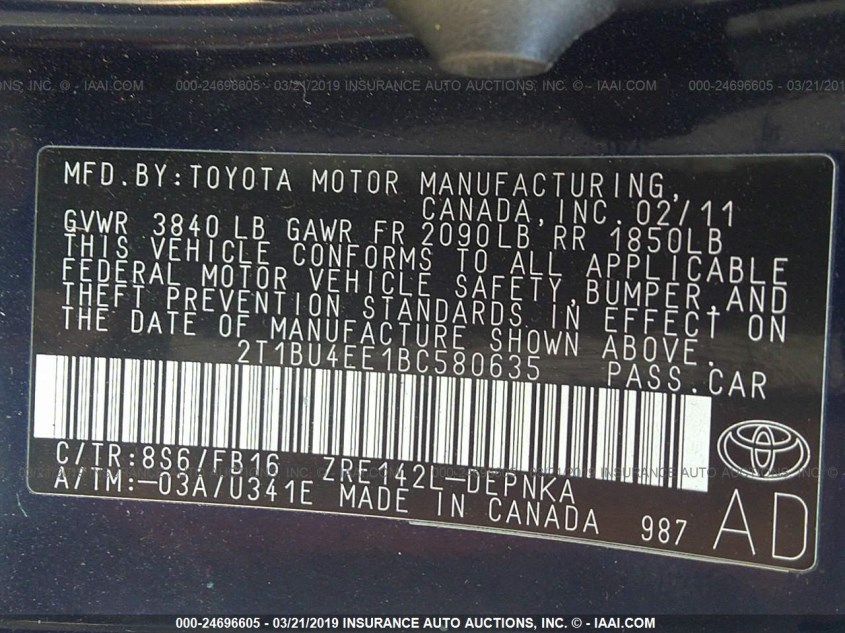 INC. - IAAI.COM 000-24696605 - 03/21/2019 INSURANCE AUTO AUCTIONS, INC. - IAAI.COM 000-24696605 - 03/21/2019
MFD.BY:TOYOTA MOTOR MANUFACTURING,
CANADA,INC. 02/11
GVWR 3840 LB GAWR FR 2090LB RR 1850LB
THIS VEHICLE CONFORMS TO ALL APPLICABLE
FEDERAL MOTOR VEHICLE SAFETY,BUMPER,AND
THEFT PREVENTION STANDARDS IN EFFECT ON
THE DATE OF MANUFACTURE SHOWN ABOVE.
2T1BU4EE1BC580635 PASS.CAR
C/TR:8S6/FB16 ZRE142L-DEPNKA
A/TM:-03A/U341E MADE IN CANADA 987
AD
000-24696605 - 03/21/2019 INSURANCE AUTO AUCTIONS, INC. - IAAI.COM